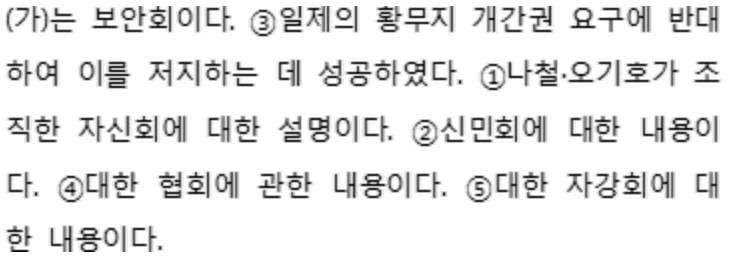 (가)는 보안회이다. ③일제의 황무지 개간권 요구에 반대
하여 이를 저지하는 데 성공하였다. ①나철·오기호가 조
직한 자신회에 대한 설명이다. ②신민회에 대한 내용이
다. ④대한 협회에 관한 내용이다. ⑤대한 자강회에 대
한 내용이다.